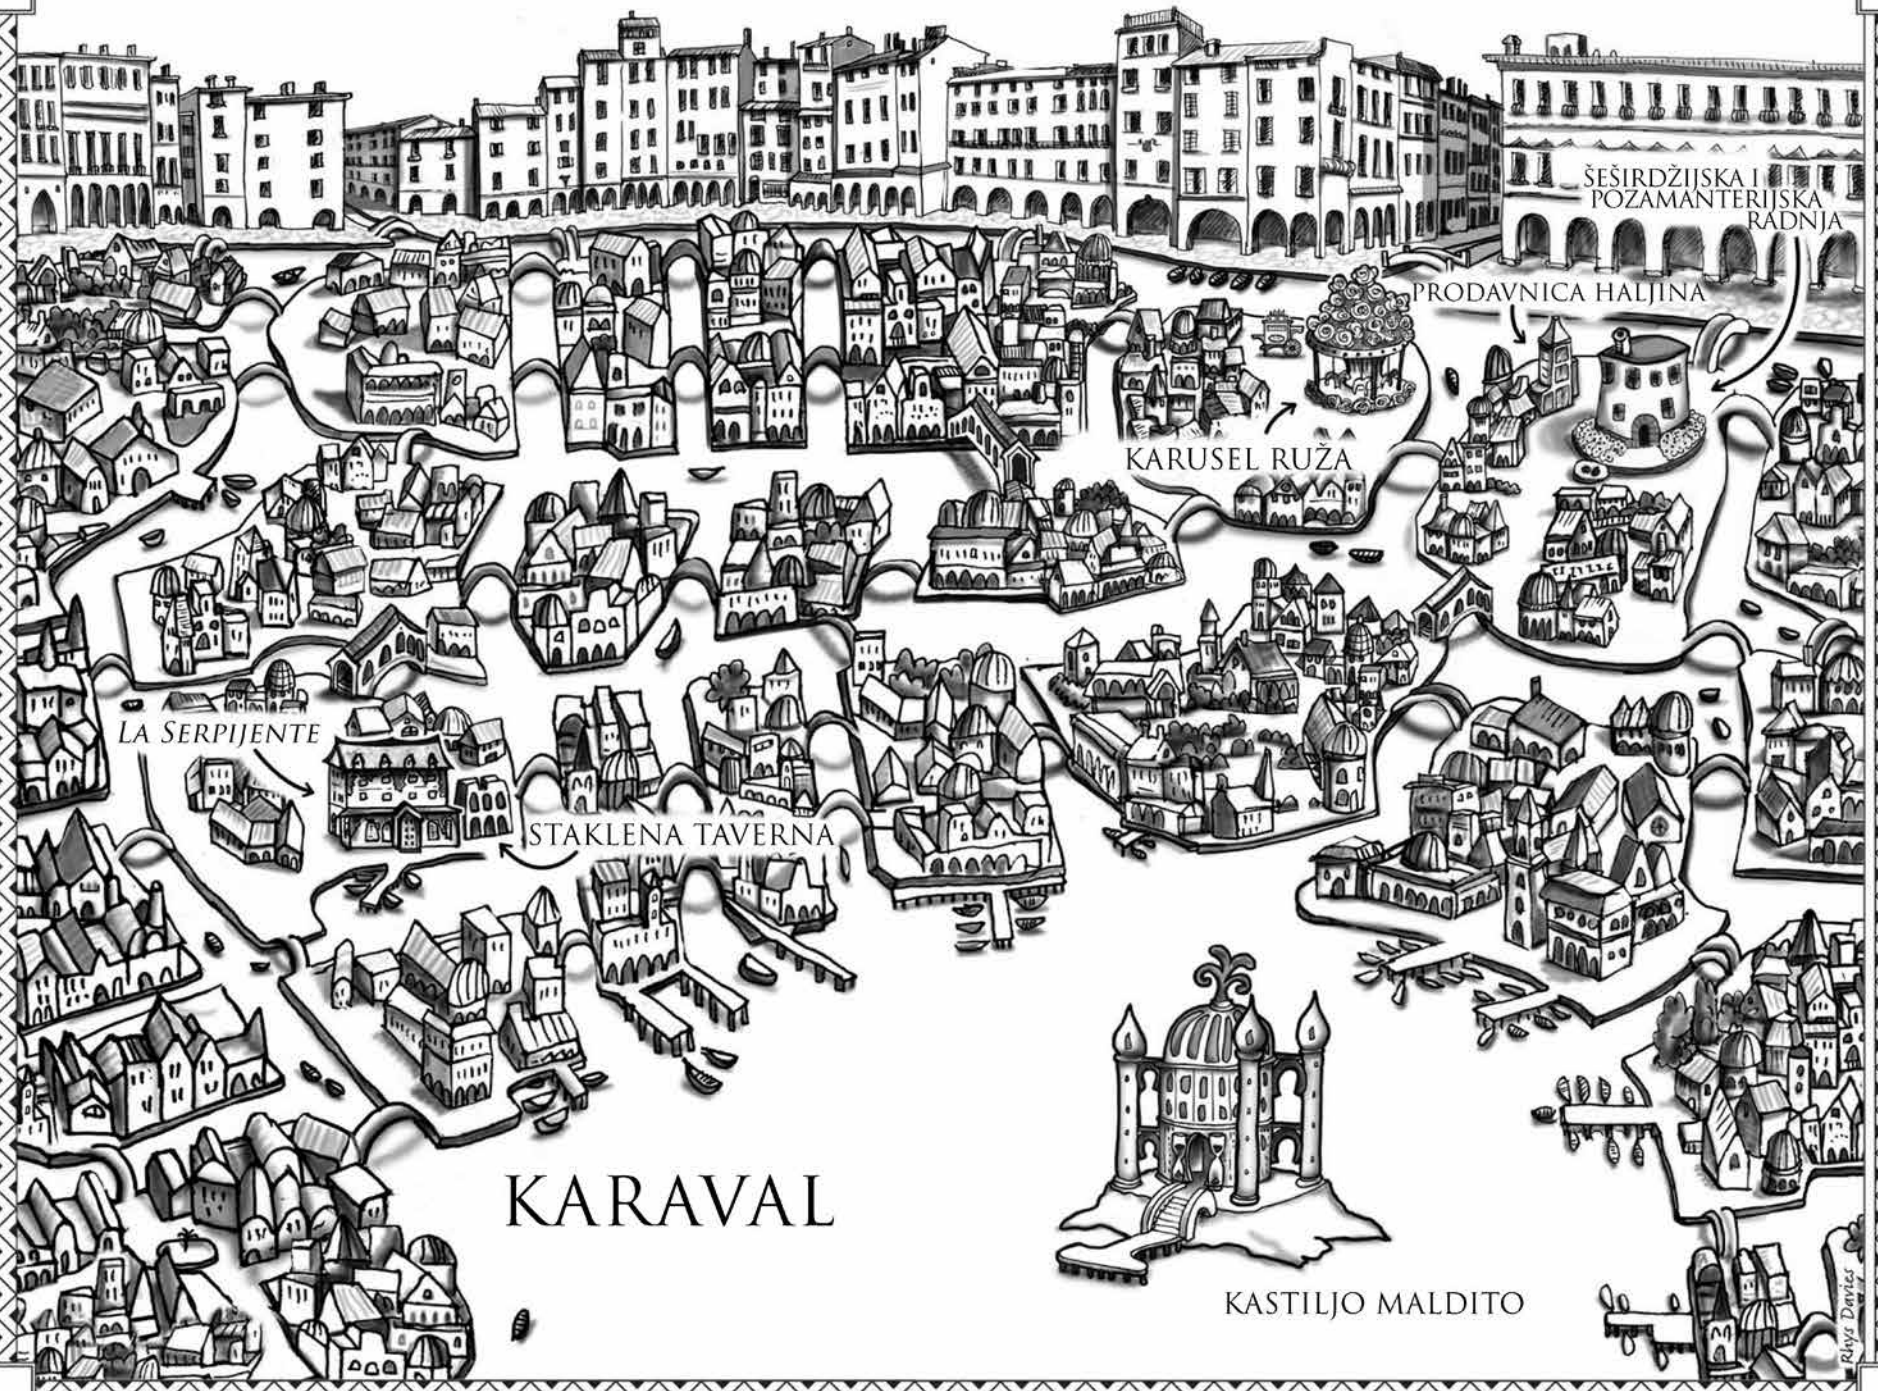 ŠEŠIRDŽIJSKA I
POZAMANTERIJSKA
RADNJA
PRODAVNICA HALJINA
KARUSEL RUŽA
LA SERPIJENTE
STAKLENA TAVERNA
KARAVAL
KASTILJO MALDITO
Rhys Davies